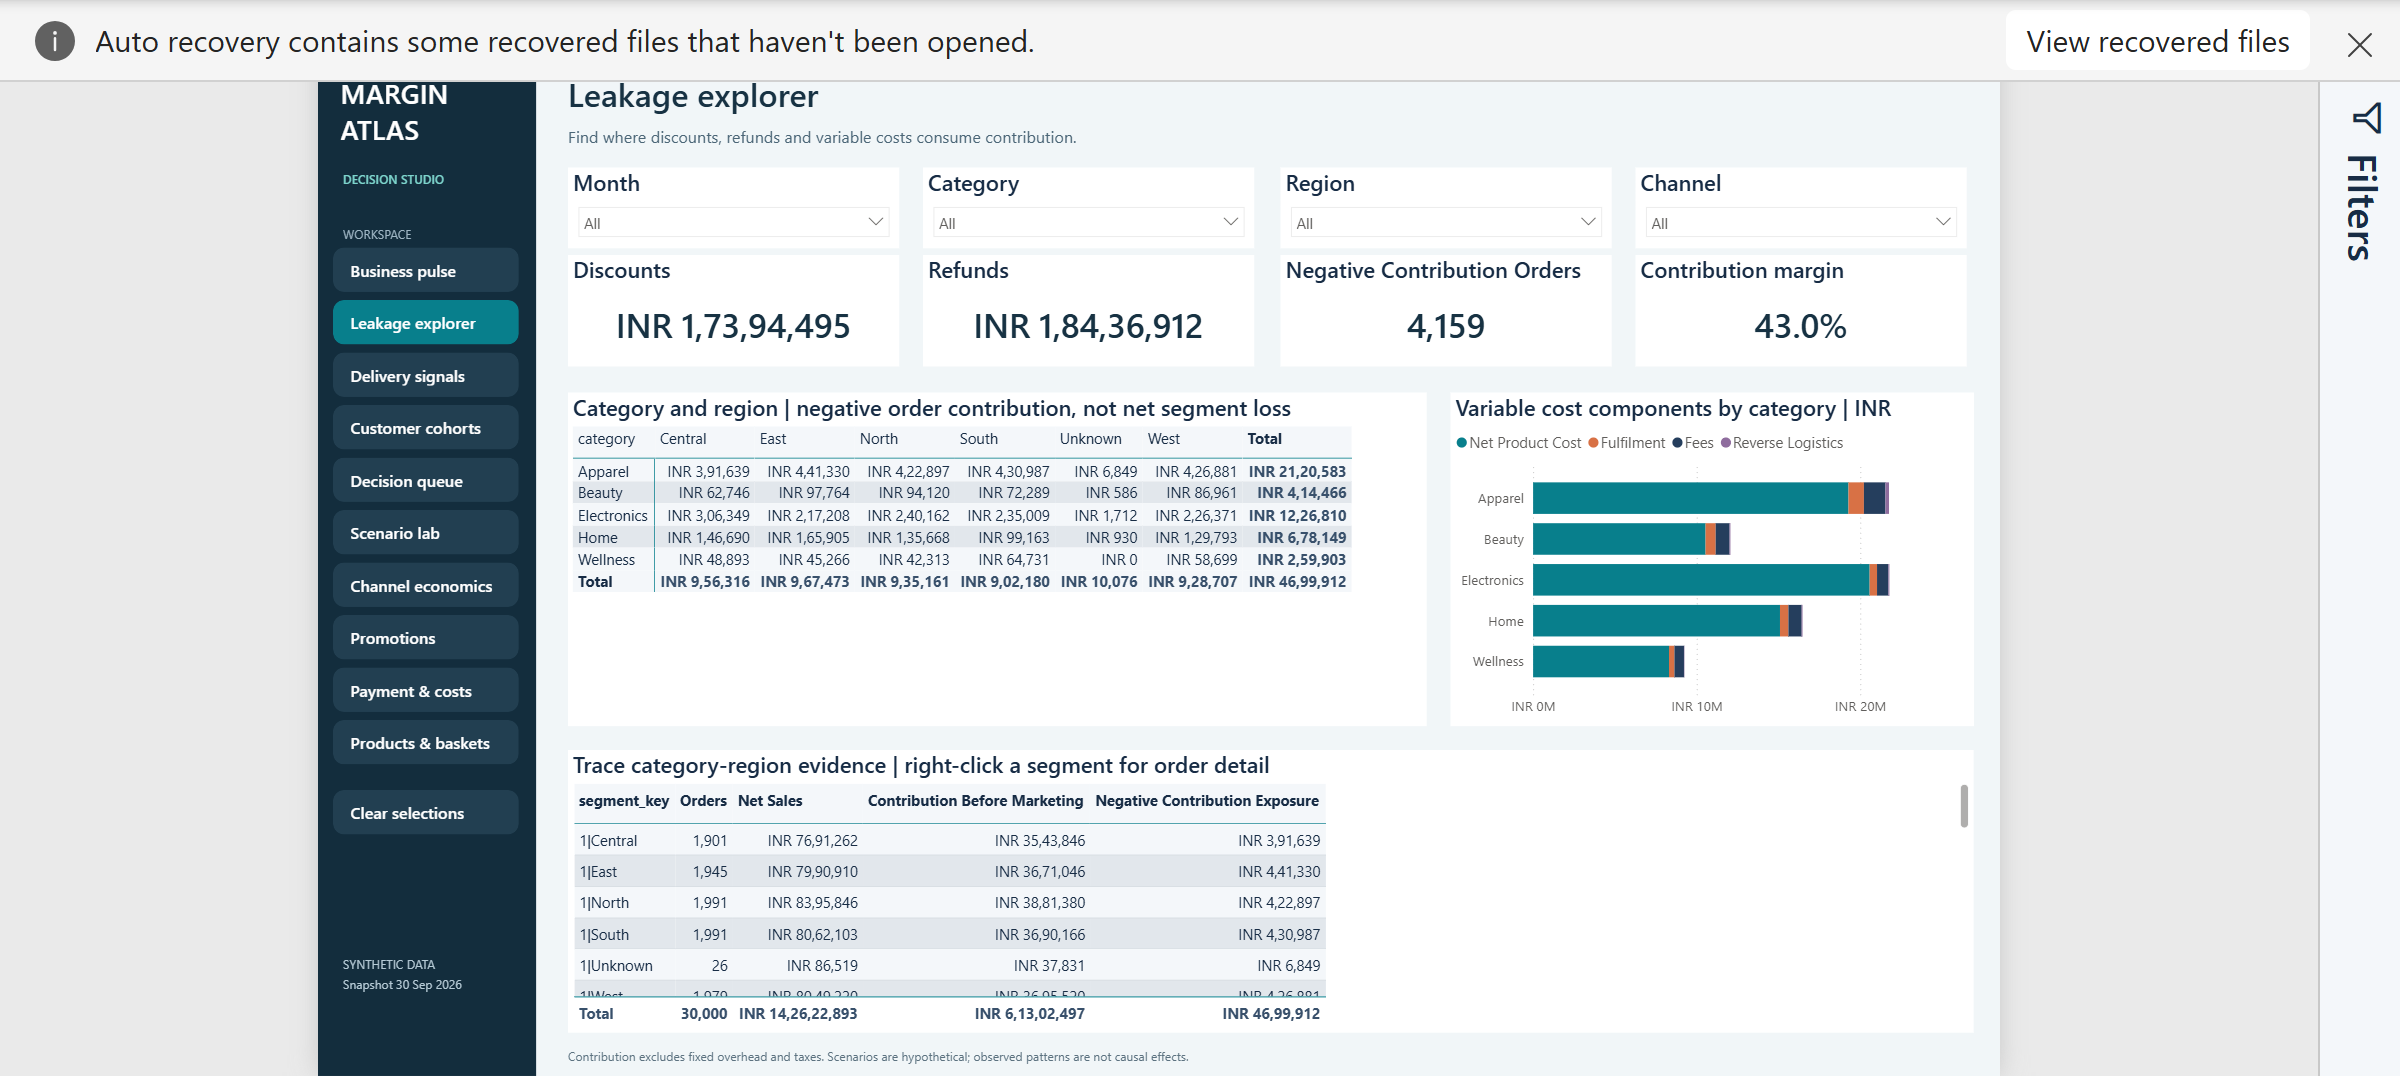 Auto recovery contains some recovered files that haven't been opened.
View recovered files
MARGIN
ATLAS
DECISION STUDIO
WORKSPACE
Business pulse
Leakage explorer
Delivery signals
Customer cohorts
Decision queue
Scenario lab
Channel economics
Promotions
Payment & costs
Products & baskets
Clear selections
SYNTHETIC DATA
Snapshot 30 Sep 2026
Leakage explorer
Find where discounts, refunds and variable costs consume contribution.
Month
All
Category
All
Region
All
Channel
All
Discounts
INR 1,73,94,495
Refunds
INR 1,84,36,912
Negative Contribution Orders
4,159
Contribution margin
43.0%
Category and region | negative order contribution, not net segment loss
category Central East North South Unknown West Total
Apparel INR 3,91,639 INR 4,41,330 INR 4,22,897 INR 4,30,987 INR 6,849 INR 4,26,881 INR 21,20,583
Beauty INR 62,746 INR 97,764 INR 94,120 INR 72,289 INR 586 INR 86,961 INR 4,14,466
Electronics INR 3,06,349 INR 2,17,208 INR 2,40,162 INR 2,35,009 INR 1,712 INR 2,26,371 INR 12,26,810
Home INR 1,46,690 INR 1,65,905 INR 1,35,668 INR 99,163 INR 930 INR 1,29,793 INR 6,78,149
Wellness INR 48,893 INR 45,266 INR 42,313 INR 64,731 INR 0 INR 58,699 INR 2,59,903
Total INR 9,56,316 INR 9,67,473 INR 9,35,161 INR 9,02,180 INR 10,076 INR 9,28,707 INR 46,99,912
Variable cost components by category | INR
Net Product Cost Fulfilment Fees Reverse Logistics
Apparel
Beauty
Electronics
Home
Wellness
INR 0M INR 10M INR 20M
Trace category-region evidence | right-click a segment for order detail
segment_key Orders Net Sales Contribution Before Marketing Negative Contribution Exposure
1|Central 1,901 INR 76,91,262 INR 35,43,846 INR 3,91,639
1|East 1,945 INR 79,90,910 INR 36,71,046 INR 4,41,330
1|North 1,991 INR 83,95,846 INR 38,81,380 INR 4,22,897
1|South 1,991 INR 80,62,103 INR 36,90,166 INR 4,30,987
1|Unknown 26 INR 86,519 INR 37,831 INR 6,849
1|West INR 4,26,881
Total 30,000 INR 14,26,22,893 INR 6,13,02,497 INR 46,99,912
Contribution excludes fixed overhead and taxes. Scenarios are hypothetical; observed patterns are not causal effects.
Filters